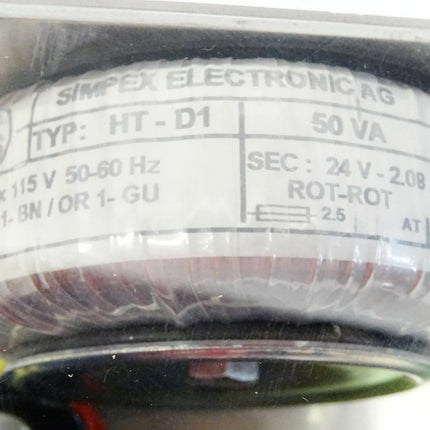 SIMPEX ELECTRONIC AG
TYP: HT - D1
50 VA
x 115 V 50-60 Hz
1- BN / OR 1- GU
SEC : 24 V - 2.08
ROT-ROT
2.5 AT